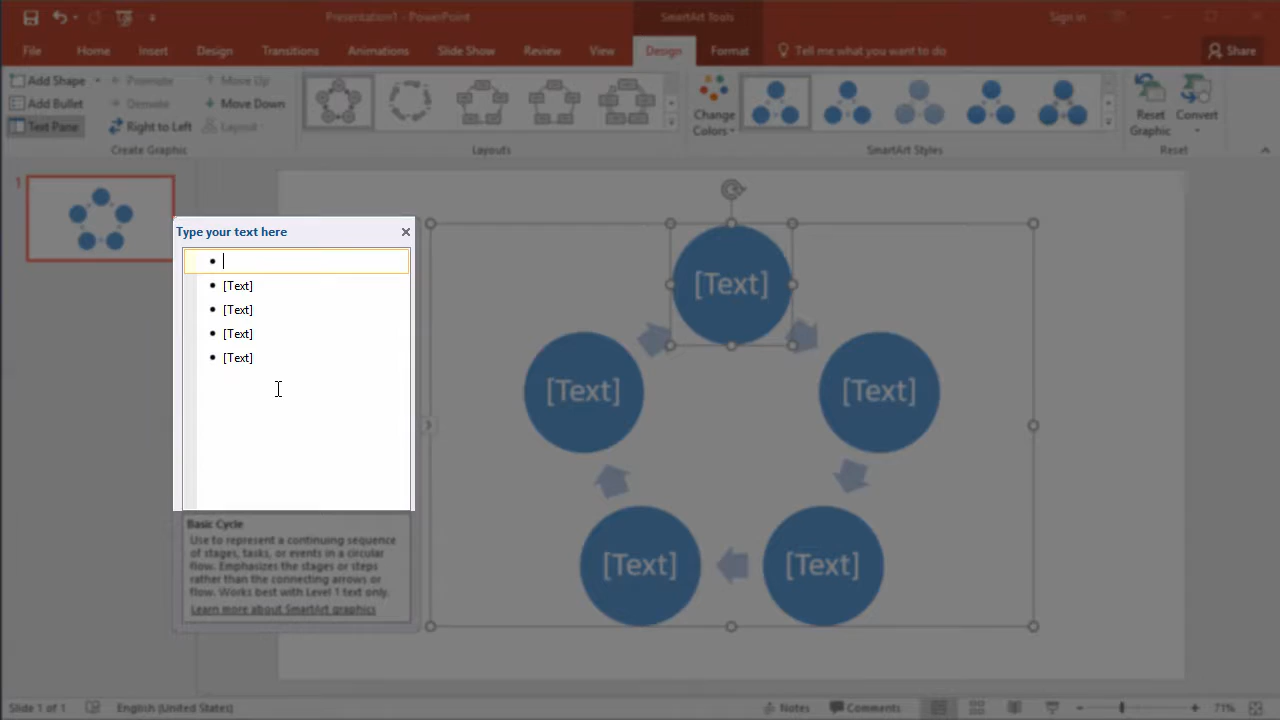 Presentation1 - PowerPoint
SmartArt Tools
Sign in
File
Home
Insert
Design
Transitions
Animations
Slide Show
Review
View
Design
Format
Tell me what you want to do
Share
Add Shape
Promote
Move Up
Add Bullet
Demote
Move Down
Text Pane
Right to Left
Layout
Create Graphic
Layouts
Change
Colors
SmartArt Styles
Reset
Graphic
Convert
Reset
1
Type your text here
[Text]
[Text]
[Text]
[Text]
Basic Cycle
Use to represent a continuing sequence
of stages, tasks, or events in a circular
flow. Emphasizes the stages or steps
rather than the connecting arrows or
flow. Works best with Level 1 text only.
Learn more about SmartArt graphics
[Text]
[Text]
[Text]
[Text]
[Text]
Slide 1 of 1
English (United States)
Notes
Comments
71%